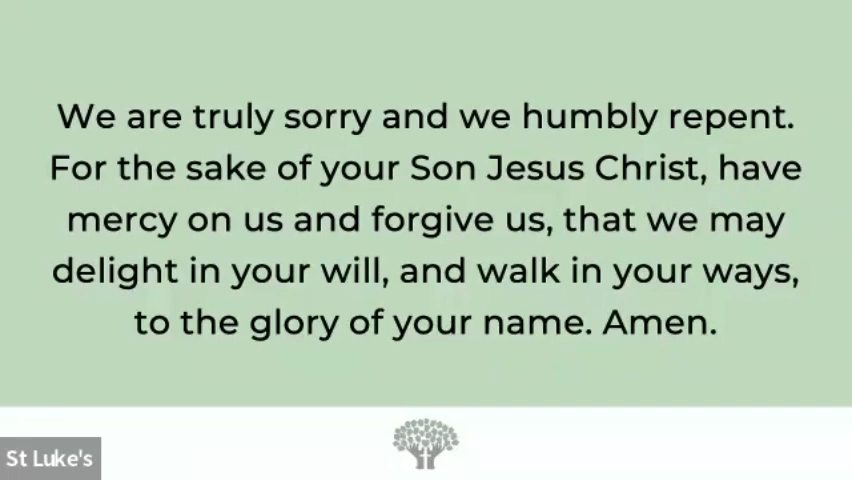 We are truly sorry and we humbly repent.
For the sake of your Son Jesus Christ, have
mercy on us and forgive us, that we may
delight in your will, and walk in your ways,
to the glory of your name. Amen.
St Luke's